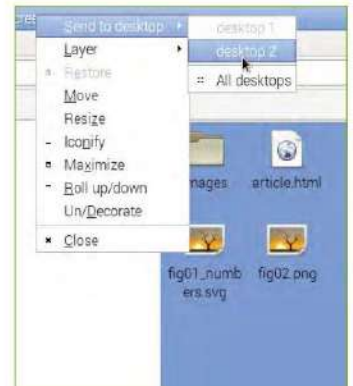 Send to desktop
desktop 1
desktop 2
All desktops
Layer
Restore
Move
Resize
Iconify
Maximize
Roll up/down
Un/Decorate
Close
article.html
fig01_numb
ers.svg
fig02.png